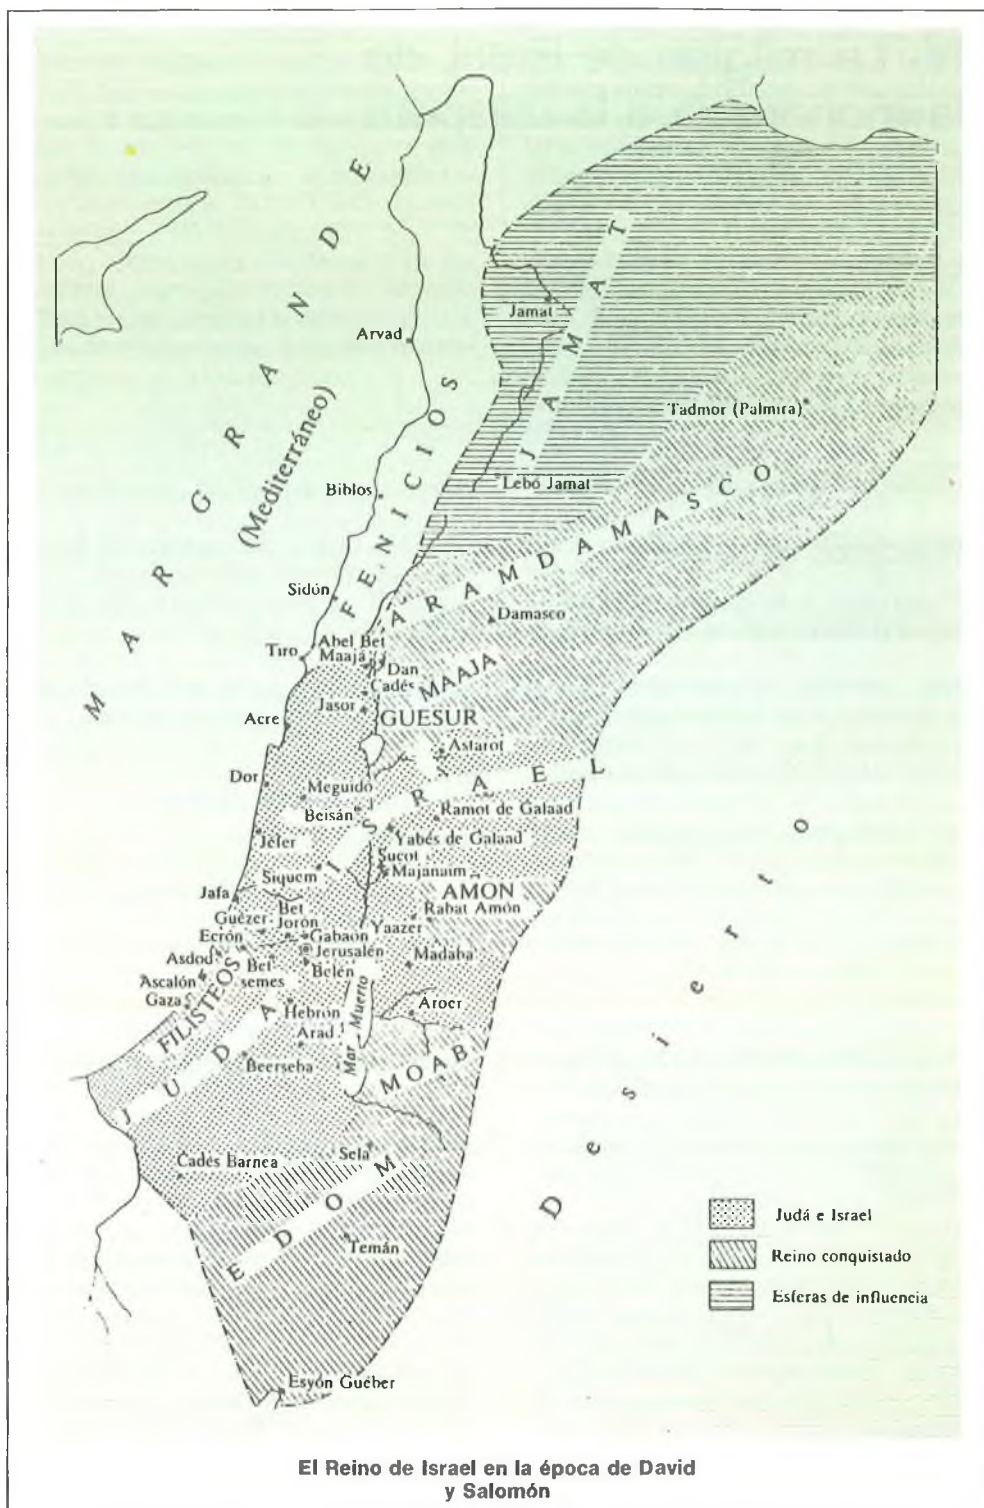 MAR GRANDE
(Mediterráneo)
Arvad
Jamat
JAMAT
Tadmor (Palmira)
Lebó Jamat
Biblos
FENICIOS
Sidón
ARAM DAMASCO
Damasco
Tiro
Abel Bet
Maajá
Dan
Cadés
MAAJA
Jasor
GUESUR
Acre
Astarot
Dor
Meguido
Beisán
ISRAEL
Ramot de Galaad
Jéfer
Yabés de Galaad
Sucot
Siquem
Majanaim
Jafa
AMON
Rabat Amón
Guézer
Bet
Jorón
Yaazer
Ecrón
Gabaón
Jerusalén
Asdod
Bet
semes
Belén
Madaba
Ascalón
Gaza
FILISTEOS
Hebrón
Mar Muerto
Aroer
Arad
JUDA
Beerseba
MOAB
Desierto
Cadés Barnea
Sela
EDOM
Temán
Esyón Guéber
Judá e Israel
Reino conquistado
Esferas de influencia
El Reino de Israel en la época de David
y Salomón